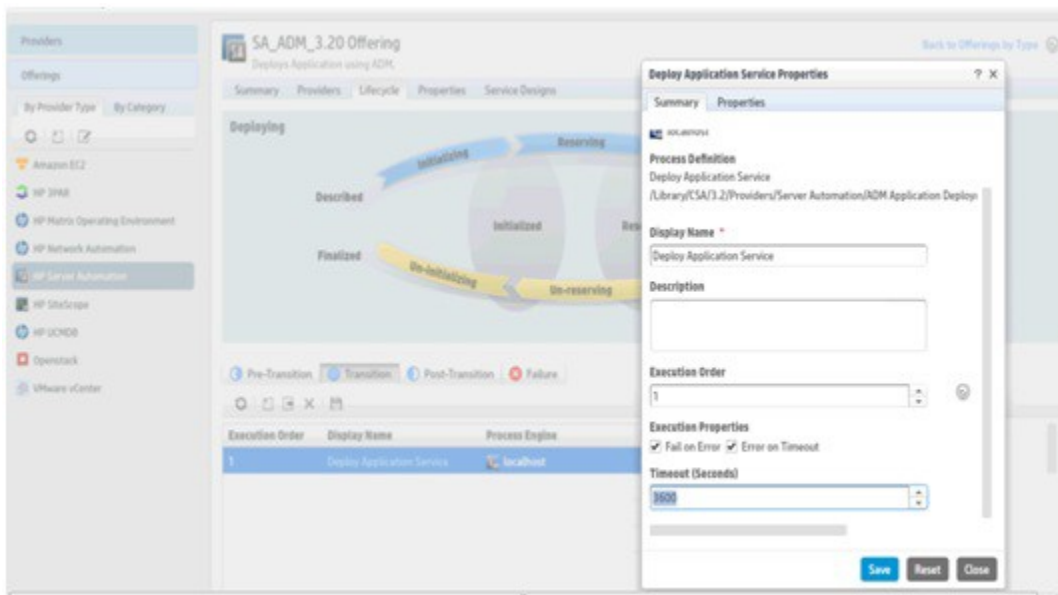 Providers
Offerings
By Provider Type By Category
Amazon EC2
HP 3PAR
HP Matrix Operating Environment
HP Network Automation
HP Server Automation
HP SiteScope
HP UCMDB
Openstack
VMware vCenter
SA_ADM_3.20 Offering
Deploys Application using ADM.
Back to Offerings by Type
Summary Providers Lifecycle Properties Service Designs
Deploying
Initializing
Reserving
Described
Initialized
Res
Finalized
Un-initializing
Un-reserving
Pre-Transition Transition Post-Transition Failure
Execution Order Display Name Process Engine
1 Deploy Application Service localhost
Deploy Application Service Properties ? X
Summary Properties
localhost
Process Definition
Deploy Application Service
/Library/CSA/3.2/Providers/Server Automation/ADM Application Deploy
Display Name *
Deploy Application Service
Description
Execution Order
1
Execution Properties
Fail on Error Error on Timeout
Timeout (Seconds)
3600
Save Reset Close